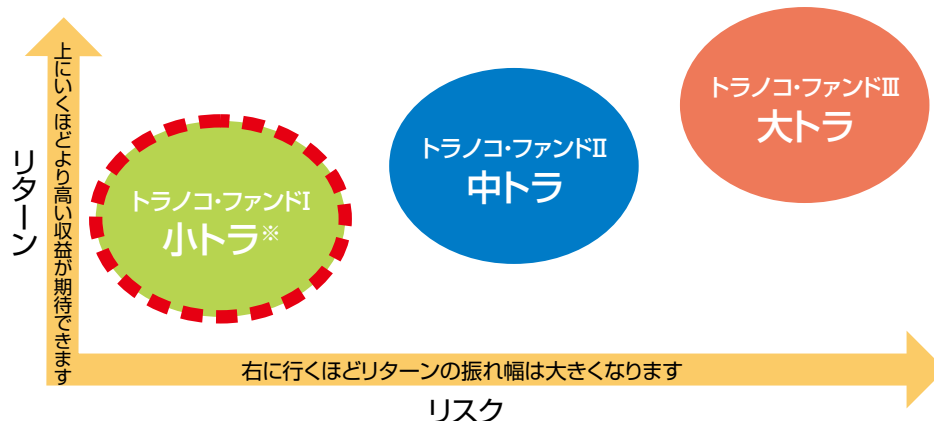 リターン
上にいくほどより高い収益が期待できます
トラノコ・ファンドⅠ
小トラ※
トラノコ・ファンドⅡ
中トラ
トラノコ・ファンドⅢ
大トラ
右に行くほどリターンの振れ幅は大きくなります
リスク